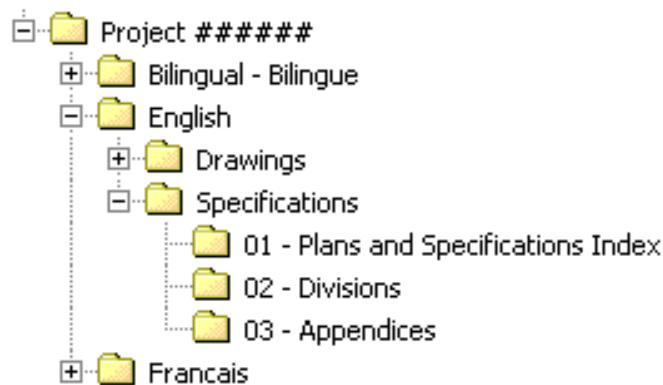 Project ######
Bilingual - Bilingue
English
Drawings
Specifications
01 - Plans and Specifications Index
02 - Divisions
03 - Appendices
Francais